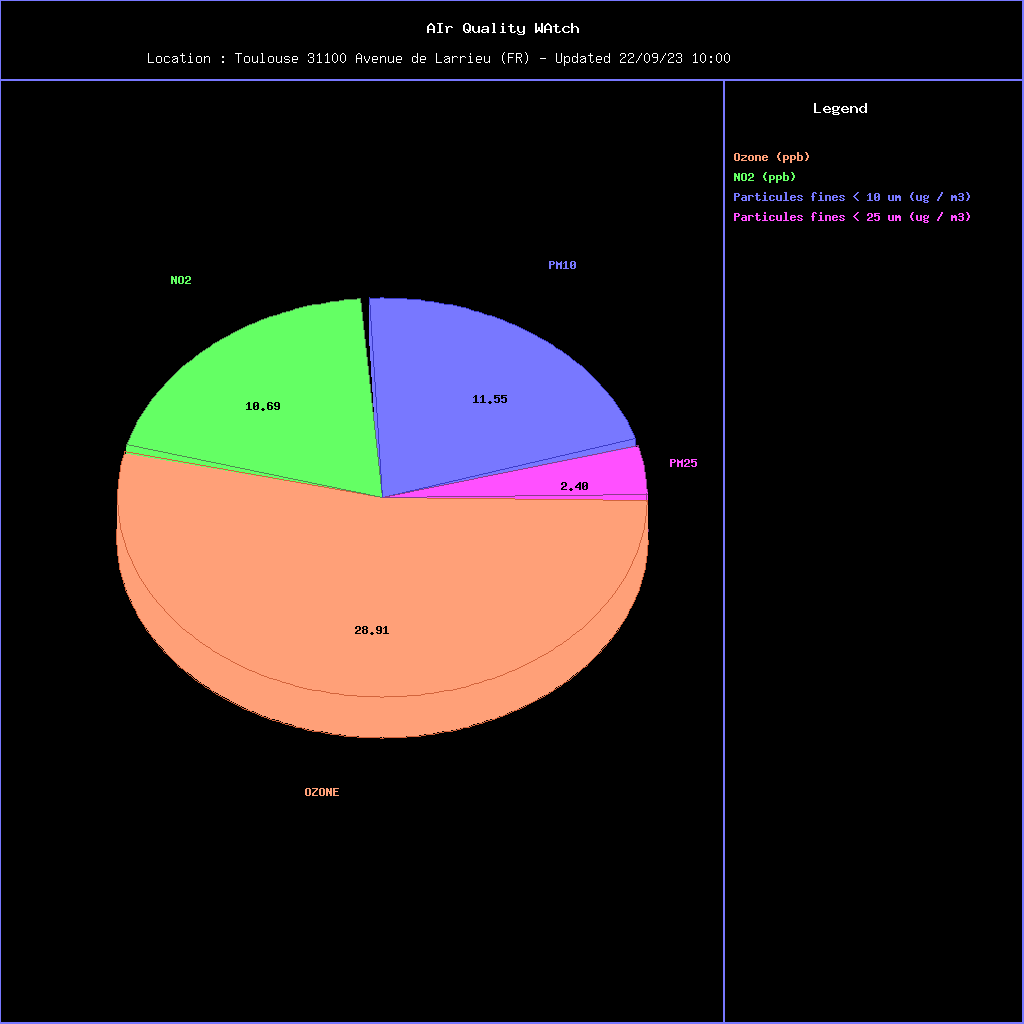 AIr Quality WAtch
Location : Toulouse 31100 Avenue de Larrieu (FR) - Updated 22/09/23 10:00
Legend
Ozone (ppb)
NO2 (ppb)
Particules fines < 10 um (ug / m3)
Particules fines < 25 um (ug / m3)
PM10
NO2
11.55
10.69
PM25
2.40
28.91
OZONE